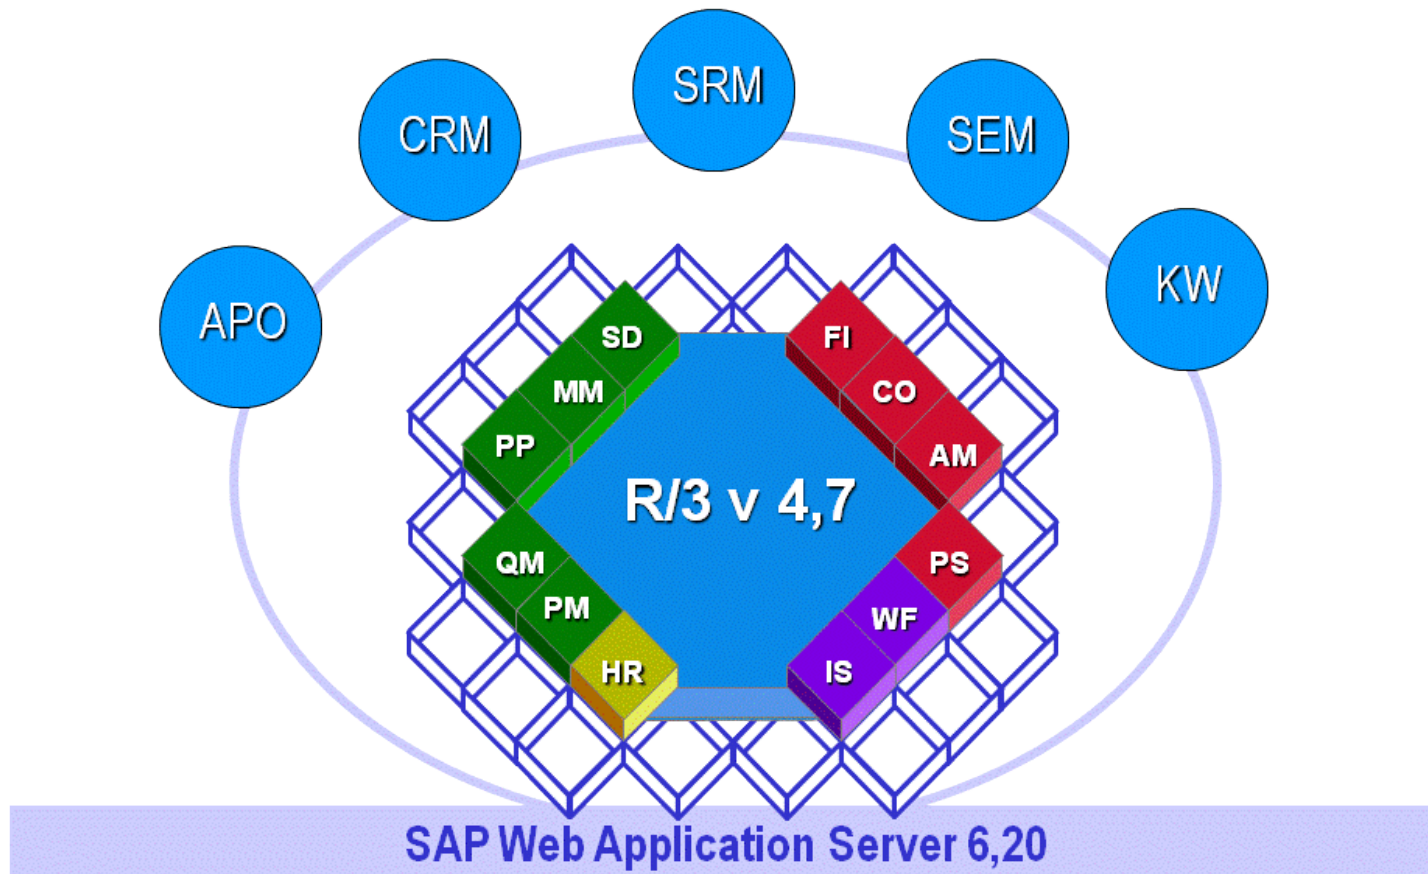 SRM
CRM
SEM
KW
APO
SD
FI
MM
CO
PP
AM
R/3 v 4,7
QM
PS
PM
WF
HR
IS
SAP Web Application Server 6,20